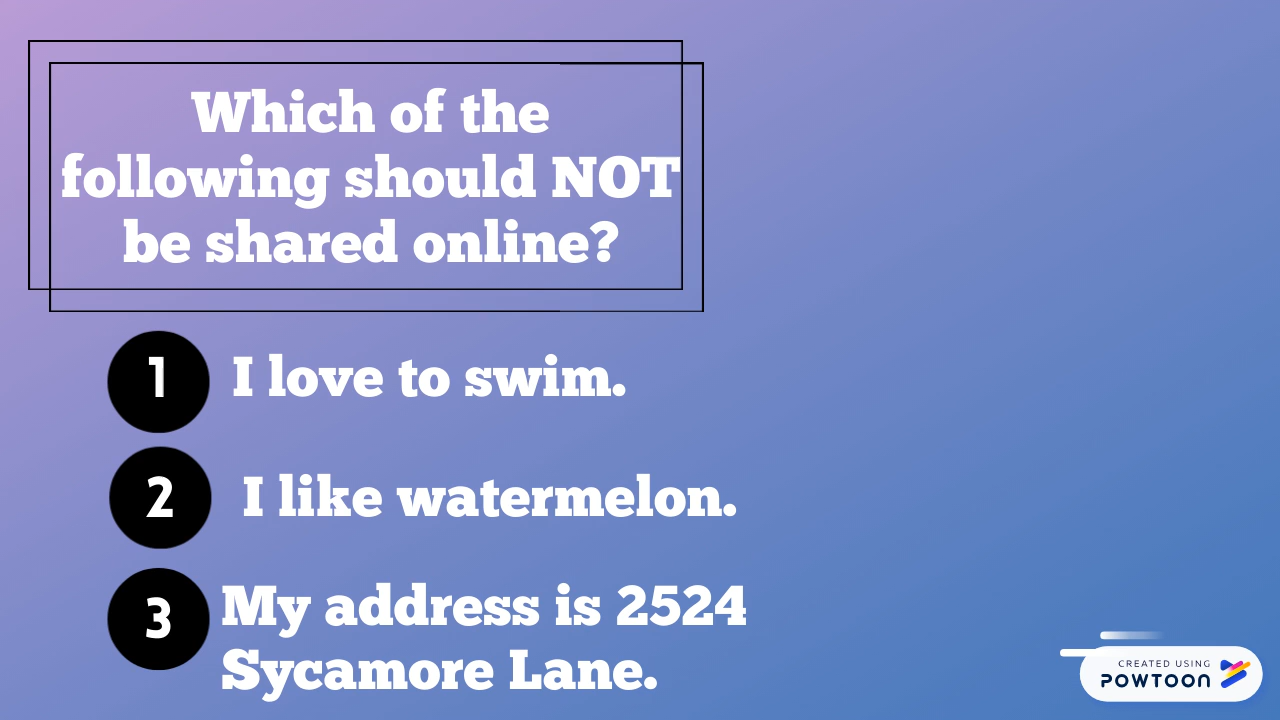 Which of the
following should NOT
be shared online?
1 I love to swim.
2 I like watermelon.
3 My address is 2524
Sycamore Lane.
CREATED USING
POWTOON